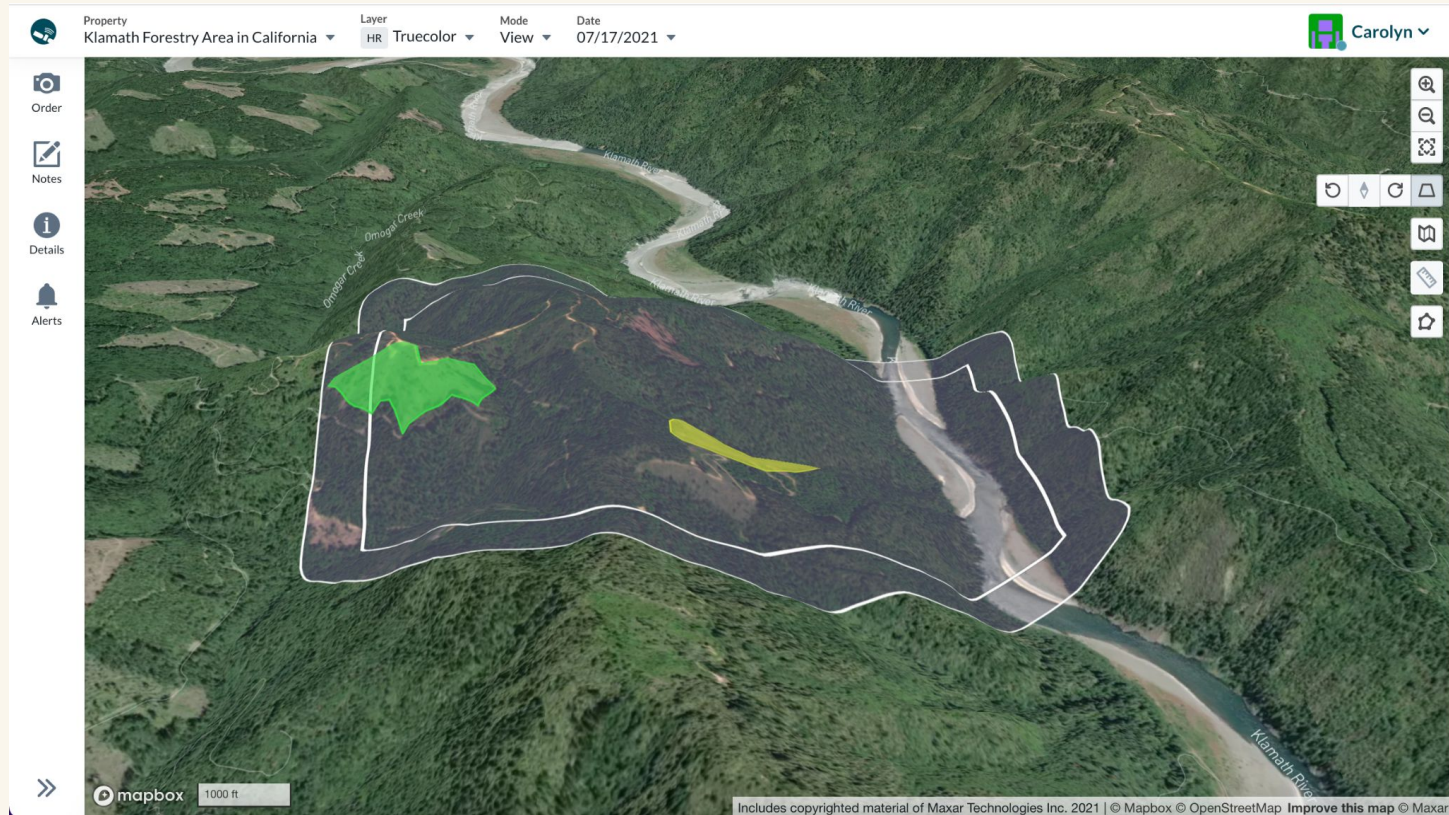 Property
Klamath Forestry Area in California
Layer
HR Truecolor
Mode
View
Date
07/17/2021
Carolyn
Order
Notes
Details
Alerts
Klamath River
Klamath
Omogar Creek
Omogar Creek
Klamath River
River
Klamath River
mapbox
1000 ft
Includes copyrighted material of Maxar Technologies Inc. 2021 | © Mapbox © OpenStreetMap Improve this map © Maxar